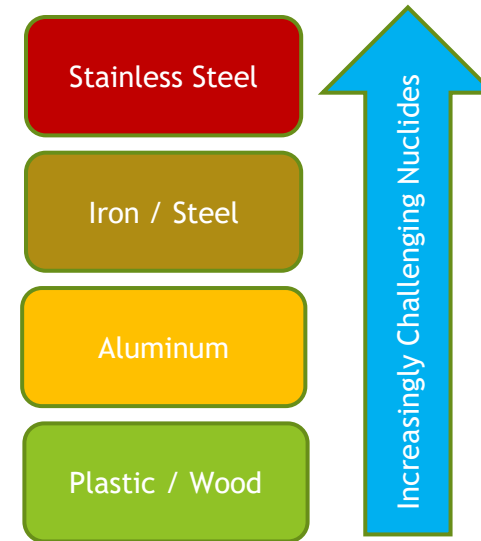 Stainless Steel
Iron / Steel
Aluminum
Plastic / Wood
Increasingly Challenging Nuclides